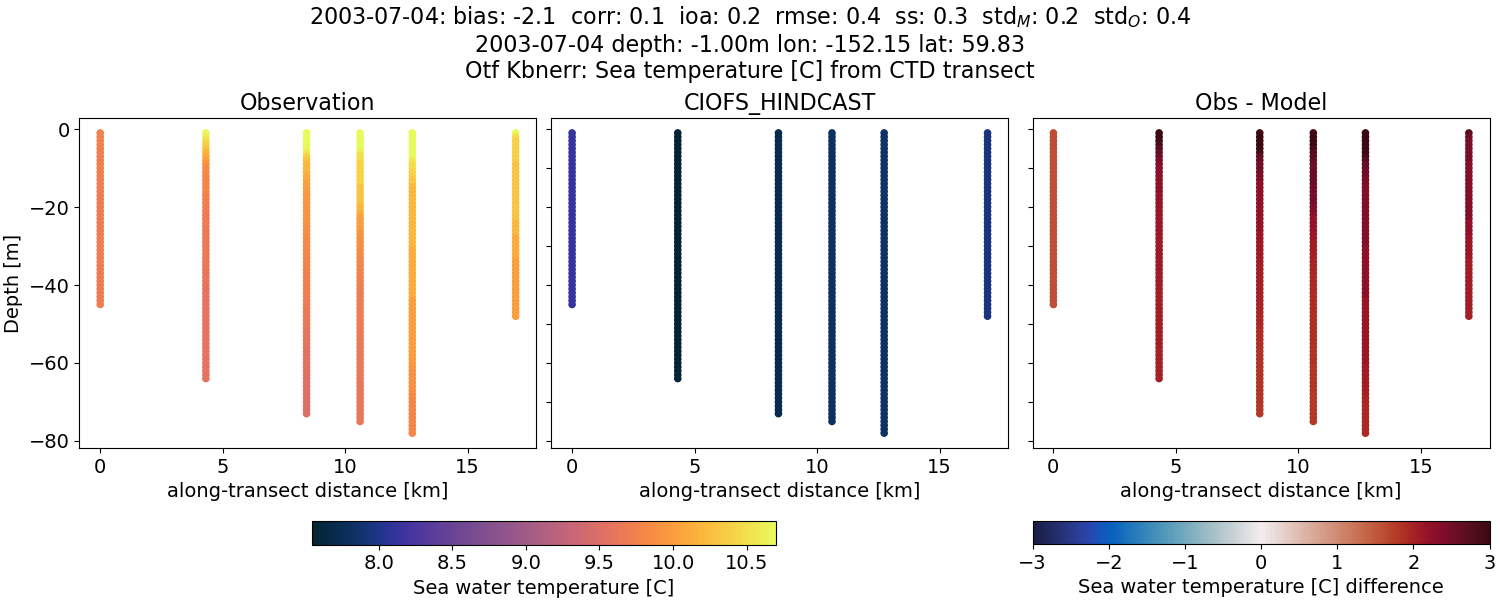 2003-07-04: bias: -2.1  corr: 0.1  ioa: 0.2  rmse: 0.4  ss: 0.3  std_M: 0.2  std_O: 0.4
2003-07-04 depth: -1.00m lon: -152.15 lat: 59.83
Otf Kbnerr: Sea temperature [C] from CTD transect
Observation
CIOFS_HINDCAST
Obs - Model
Depth [m]
0
−20
−40
−60
−80
0 5 10 15
0 5 10 15
0 5 10 15
along-transect distance [km]
along-transect distance [km]
along-transect distance [km]
8.0 8.5 9.0 9.5 10.0 10.5
Sea water temperature [C]
−3 −2 −1 0 1 2 3
Sea water temperature [C] difference